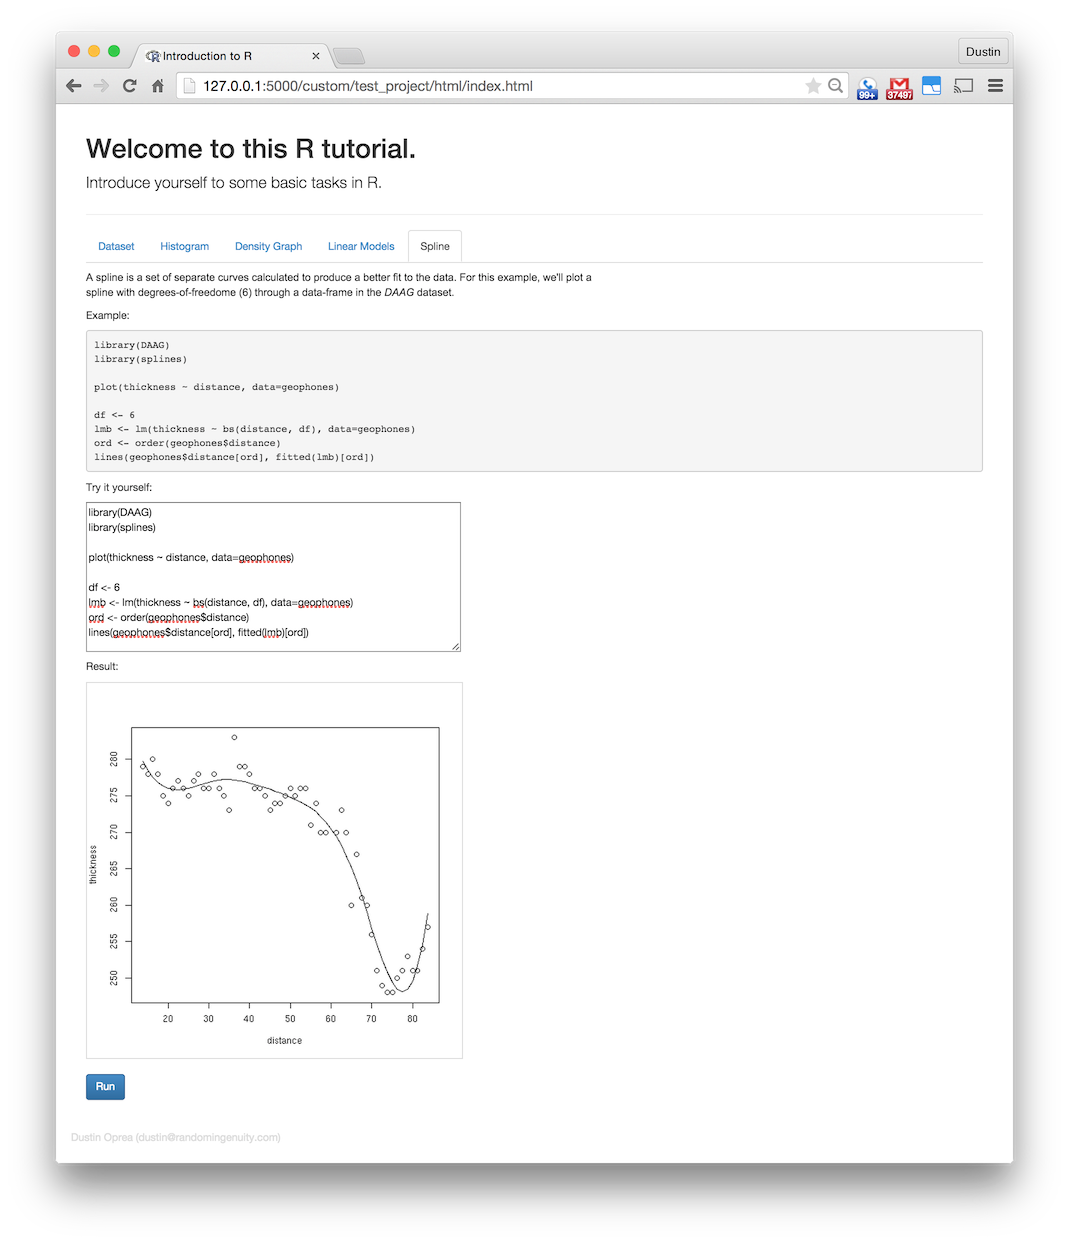 Introduction to R
Dustin
127.0.0.1:5000/custom/test_project/html/index.html
99+
37497
Welcome to this R tutorial.
Introduce yourself to some basic tasks in R.
Dataset Histogram Density Graph Linear Models Spline
A spline is a set of separate curves calculated to produce a better fit to the data. For this example, we'll plot a
spline with degrees-of-freedome (6) through a data-frame in the DAAG dataset.
Example:
library(DAAG)
library(splines)
plot(thickness ~ distance, data=geophones)
df <- 6
lmb <- lm(thickness ~ bs(distance, df), data=geophones)
ord <- order(geophones$distance)
lines(geophones$distance[ord], fitted(lmb)[ord])
Try it yourself:
library(DAAG)
library(splines)
plot(thickness ~ distance, data=geophones)
df <- 6
lmb <- lm(thickness ~ bs(distance, df), data=geophones)
ord <- order(geophones$distance)
lines(geophones$distance[ord], fitted(lmb)[ord])
Result:
280
275
270
265
260
255
250
thickness
20 30 40 50 60 70 80
distance
Run
Dustin Oprea (dustin@randomingenuity.com)